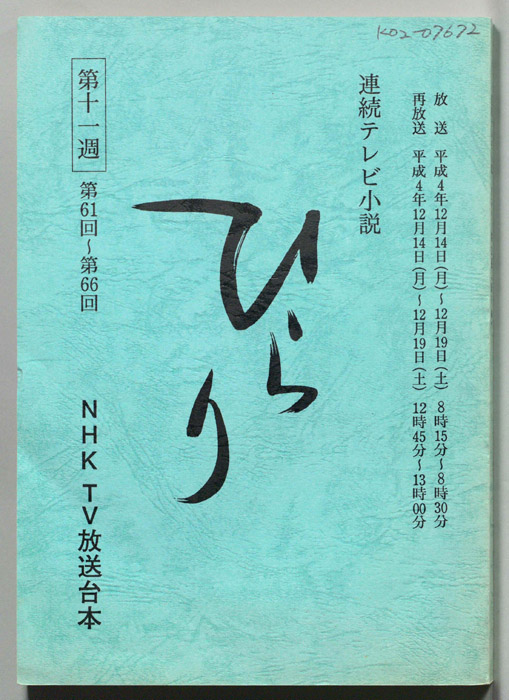 K02-07672
放送 平成4年12月14日(月)～12月19日(土) 8時15分～8時30分
再放送 平成4年12月14日(月)～12月19日(土) 12時45分～13時00分
連続テレビ小説
ひらり
第十一週 第61回～第66回
NHK TV放送台本